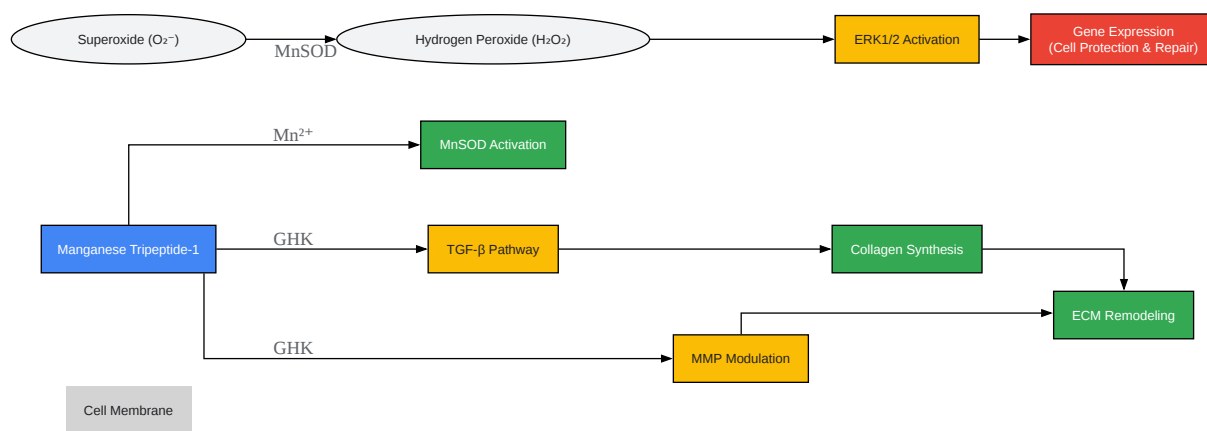 Superoxide (O₂⁻)
MnSOD
Hydrogen Peroxide (H₂O₂)
ERK1/2 Activation
Gene Expression
(Cell Protection & Repair)
Mn²⁺
MnSOD Activation
Manganese Tripeptide-1
GHK
TGF-β Pathway
Collagen Synthesis
ECM Remodeling
GHK
MMP Modulation
Cell Membrane